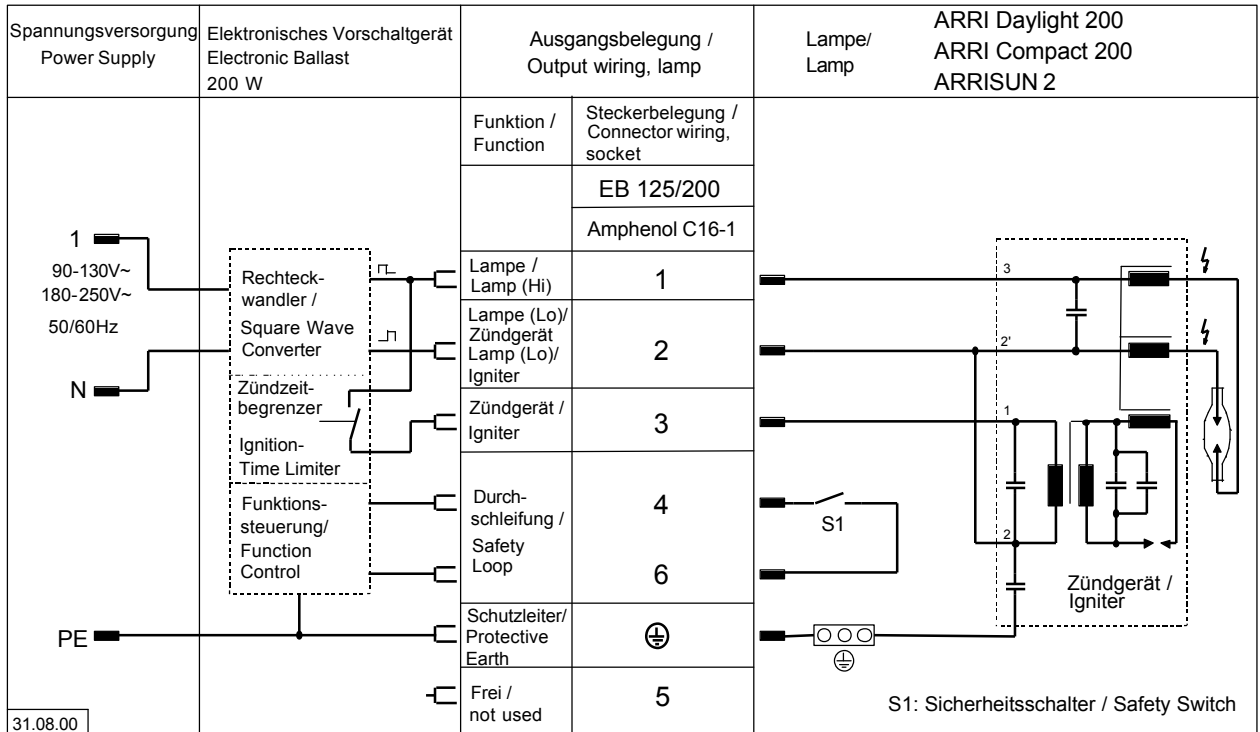 Spannungsversorgung
Power Supply
Elektronisches Vorschaltgerät
Electronic Ballast
200 W
Ausgangsbelegung /
Output wiring, lamp
Lampe/
Lamp
ARRI Daylight 200
ARRI Compact 200
ARRISUN 2
Funktion /
Function
Steckerbelegung /
Connector wiring,
socket
EB 125/200
Amphenol C16-1
1
90-130V~
180-250V~
50/60Hz
N
PE
Rechteck-
wandler /
Square Wave
Converter
Zündzeit-
begrenzer
Ignition-
Time Limiter
Funktions-
steuerung/
Function
Control
Lampe /
Lamp (Hi)
1
Lampe (Lo)/
Zündgerät
Lamp (Lo)/
Igniter
2
Zündgerät /
Igniter
3
Durch-
schleifung /
Safety
Loop
4
6
Schutzleiter/
Protective
Earth
Frei /
not used
5
S1
3
2'
1
2
Zündgerät /
Igniter
S1: Sicherheitsschalter / Safety Switch
31.08.00